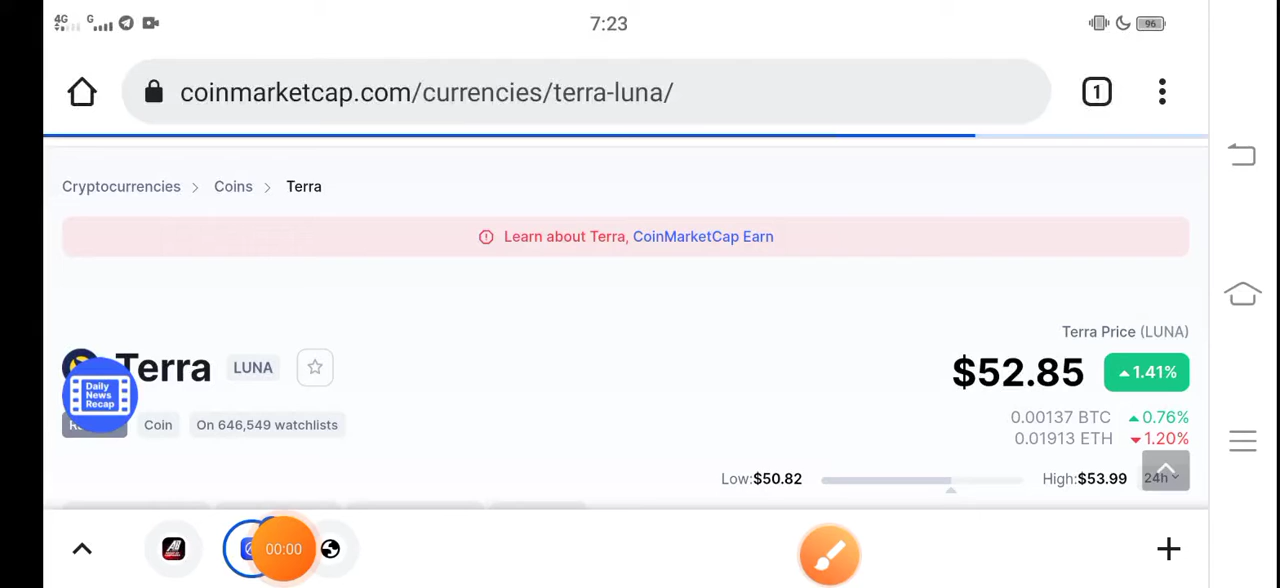 4G G 7:23 96
coinmarketcap.com/currencies/terra-luna/ 1
Cryptocurrencies > Coins > Terra
Learn about Terra, CoinMarketCap Earn
Terra Price (LUNA)
Terra LUNA $52.85 1.41%
Daily
News
Recap
Coin On 646,549 watchlists 0.00137 BTC 0.76%
0.01913 ETH 1.20%
Low:$50.82 High:$53.99 24h
00:00